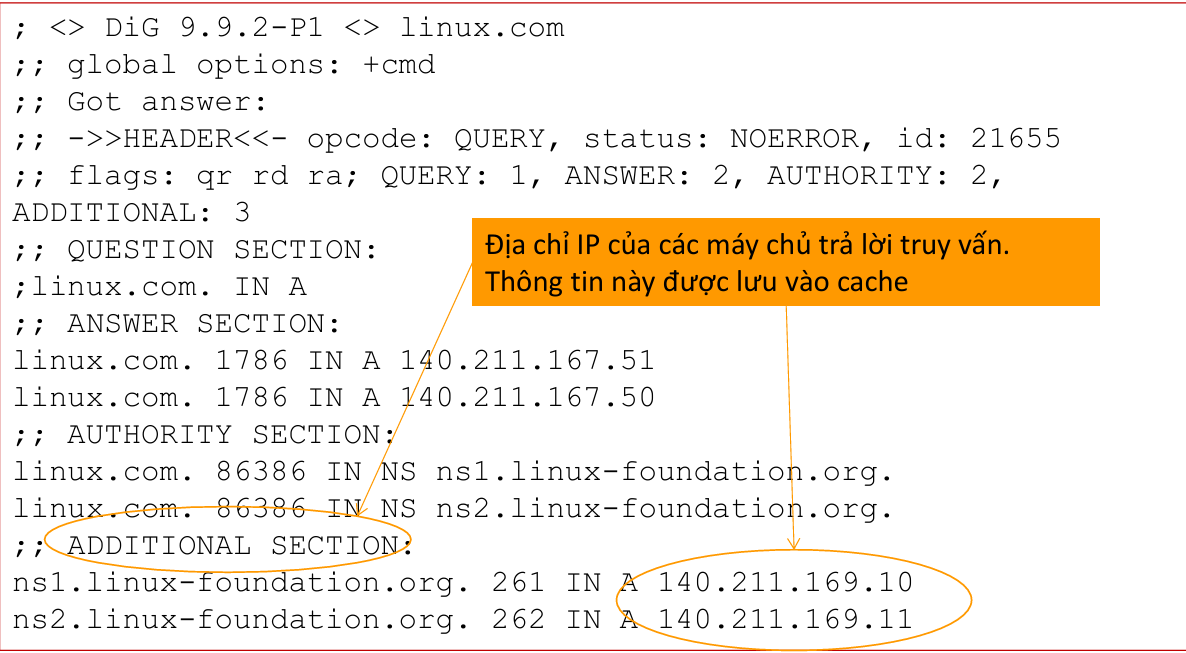 ; <> DiG 9.9.2-P1 <> linux.com
;; global options: +cmd
;; Got answer:
;; ->>HEADER<<- opcode: QUERY, status: NOERROR, id: 21655
;; flags: qr rd ra; QUERY: 1, ANSWER: 2, AUTHORITY: 2,
ADDITIONAL: 3
;; QUESTION SECTION:
;linux.com. IN A
Địa chỉ IP của các máy chủ trả lời truy vấn.
Thông tin này được lưu vào cache
;; ANSWER SECTION:
linux.com. 1786 IN A 140.211.167.51
linux.com. 1786 IN A 140.211.167.50
;; AUTHORITY SECTION:
linux.com. 86386 IN NS ns1.linux-foundation.org.
linux.com. 86386 IN NS ns2.linux-foundation.org.
;; ADDITIONAL SECTION:
ns1.linux-foundation.org. 261 IN A 140.211.169.10
ns2.linux-foundation.org. 262 IN A 140.211.169.11